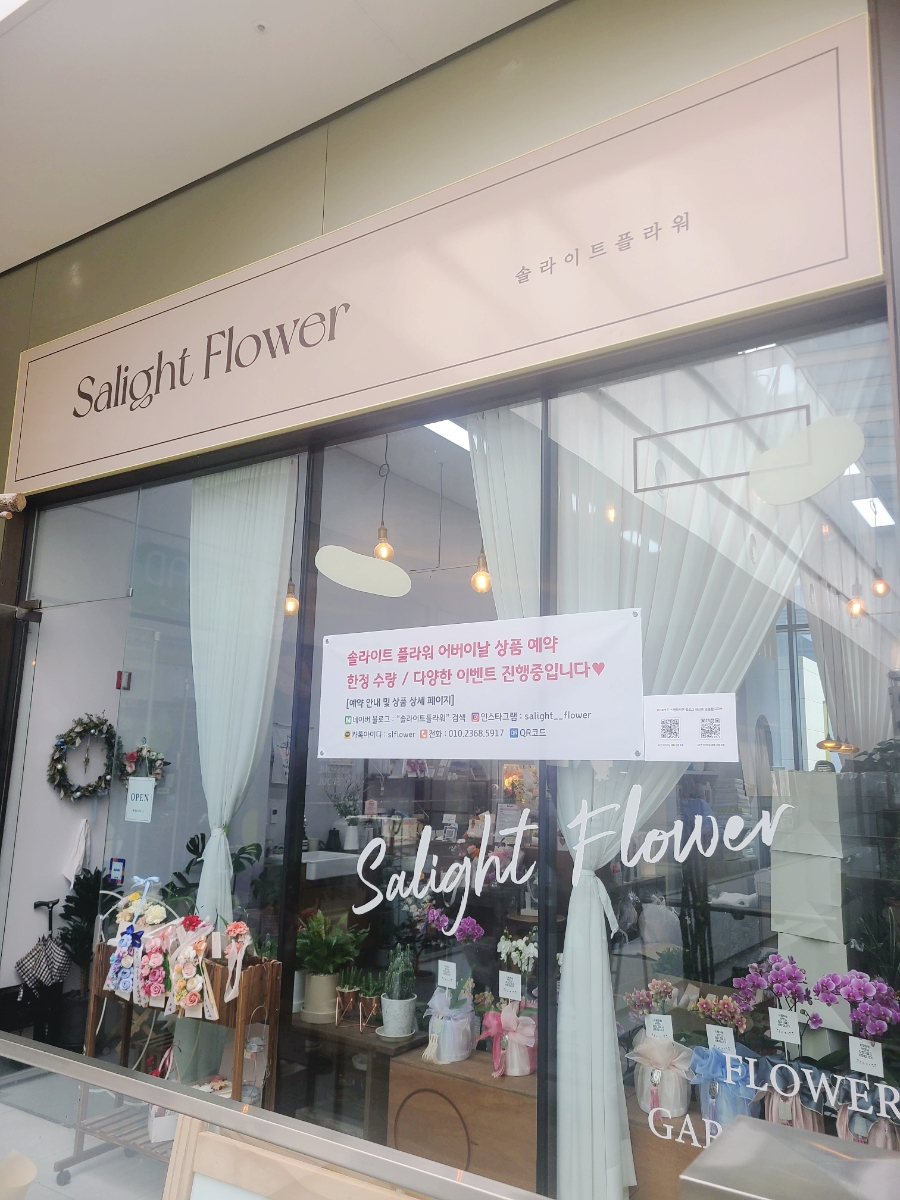 Salight Flower
솔라이트플라워
솔라이트 플라워 어버이날 상품 예약
한정 수량 / 다양한 이벤트 진행중입니다♥
[예약 안내 및 상품 상세 페이지]
N 네이버 블로그 : "솔라이트플라워" 검색 인스타그램 : salight__flower
카톡아이디 : slflower 전화 : 010.2368.5917 QR코드
OPEN
Salight Flower
FLOWER
GAR